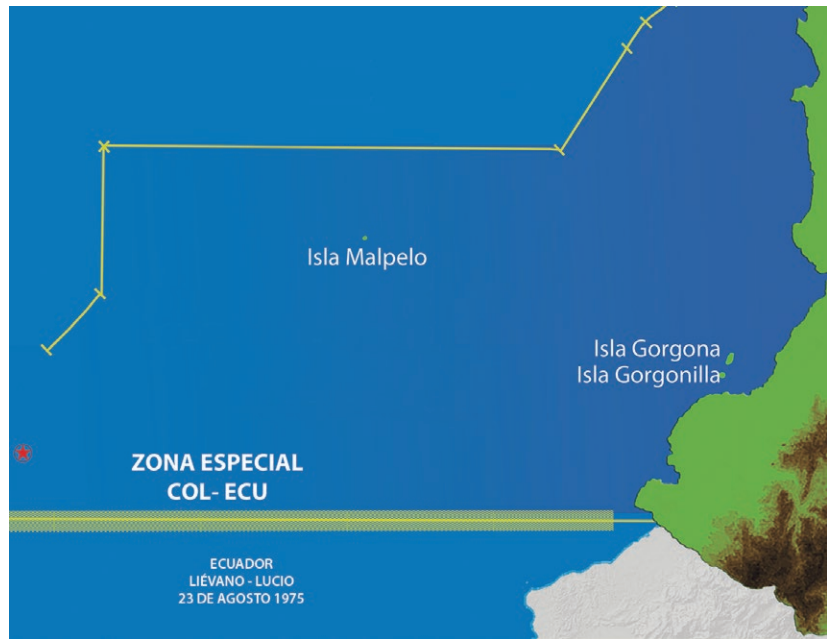 Isla Malpelo
Isla Gorgona
Isla Gorgonilla
ZONA ESPECIAL
COL- ECU
ECUADOR
LIÉVANO - LUCIO
23 DE AGOSTO 1975